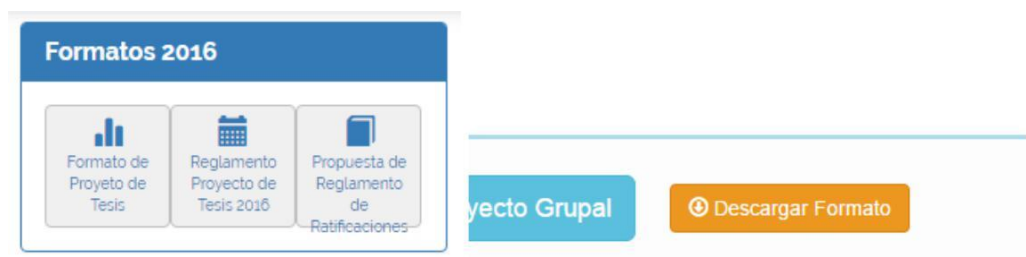 Formatos 2016
Formato de
Proyeto de
Tesis
Reglamento
Proyecto de
Tesis 2016
Propuesta de
Reglamento
de
Ratificaciones
yecto Grupal
Descargar Formato